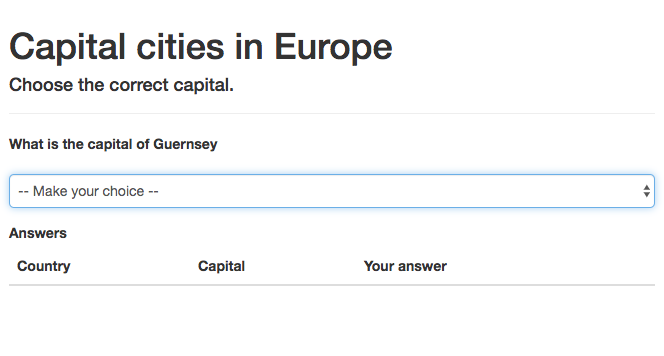 Capital cities in Europe
Choose the correct capital.
What is the capital of Guernsey
-- Make your choice --
Answers
Country Capital Your answer